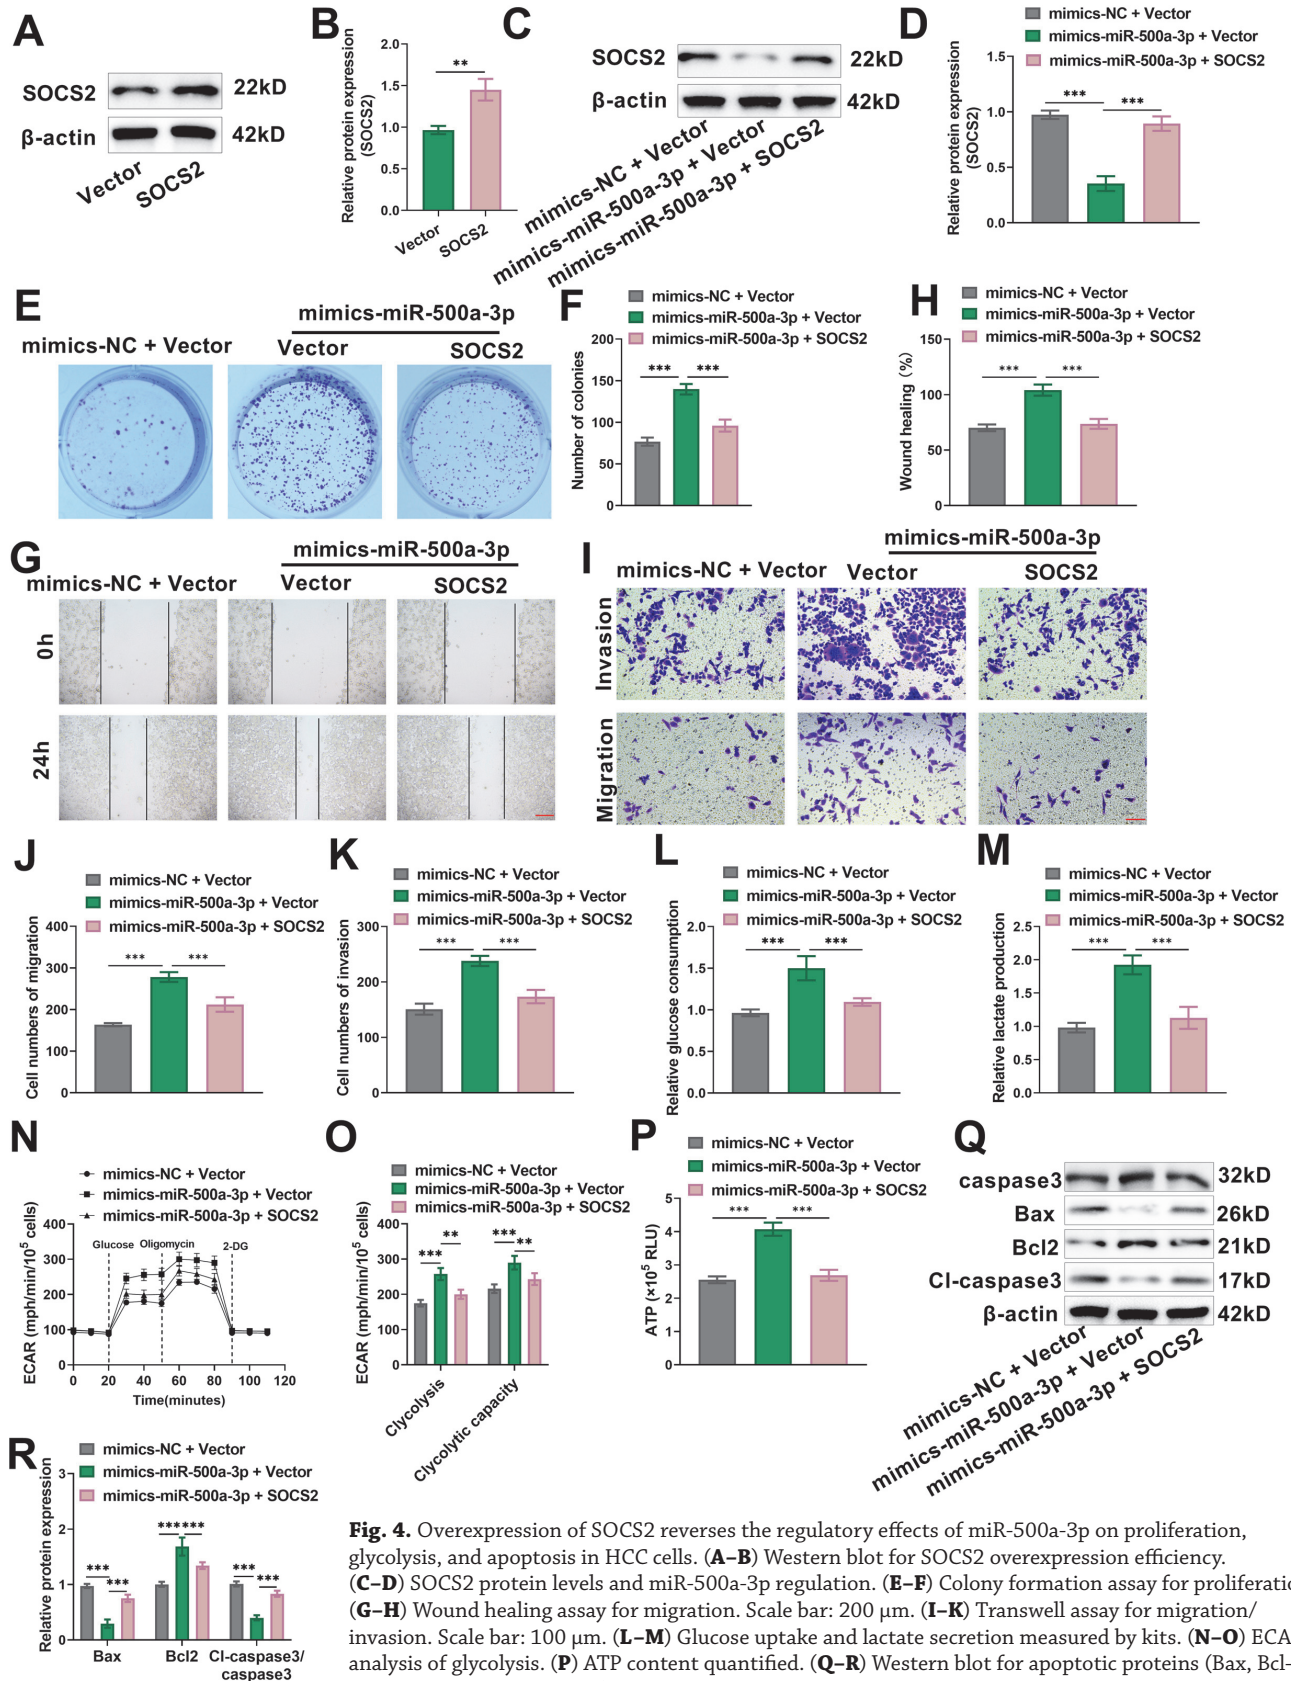 A
SOCS2
22kD
β-actin
42kD
Vector
SOCS2
B
Relative protein expression
(SOCS2)
2.0
1.5
1.0
0.5
0.0
**
Vector
SOCS2
C
SOCS2
22kD
β-actin
42kD
mimics-NC + Vector
mimics-miR-500a-3p + Vector
mimics-miR-500a-3p + SOCS2
D
mimics-NC + Vector
mimics-miR-500a-3p + Vector
mimics-miR-500a-3p + SOCS2
Relative protein expression
(SOCS2)
1.5
1.0
0.5
0.0
*** ***
E
mimics-miR-500a-3p
mimics-NC + Vector
Vector
SOCS2
F
mimics-NC + Vector
mimics-miR-500a-3p + Vector
mimics-miR-500a-3p + SOCS2
Number of colonies
200
150
100
50
0
*** ***
H
mimics-NC + Vector
mimics-miR-500a-3p + Vector
mimics-miR-500a-3p + SOCS2
Wound healing (%)
150
100
50
0
*** ***
G
mimics-miR-500a-3p
mimics-NC + Vector
Vector
SOCS2
0h
24h
I
mimics-miR-500a-3p
mimics-NC + Vector
Vector
SOCS2
Invasion
Migration
J
mimics-NC + Vector
mimics-miR-500a-3p + Vector
mimics-miR-500a-3p + SOCS2
Cell numbers of migration
400
300
200
100
0
*** ***
K
mimics-NC + Vector
mimics-miR-500a-3p + Vector
mimics-miR-500a-3p + SOCS2
Cell numbers of invasion
300
200
100
0
*** ***
L
mimics-NC + Vector
mimics-miR-500a-3p + Vector
mimics-miR-500a-3p + SOCS2
Relative glucose consumption
2.0
1.5
1.0
0.5
0.0
*** ***
M
mimics-NC + Vector
mimics-miR-500a-3p + Vector
mimics-miR-500a-3p + SOCS2
Relative lactate production
2.5
2.0
1.5
1.0
0.5
0.0
*** ***
N
mimics-NC + Vector
mimics-miR-500a-3p + Vector
mimics-miR-500a-3p + SOCS2
ECAR (mph/min/10⁵ cells)
400
300
200
100
0
Glucose Oligomycin 2-DG
0 20 40 60 80 100 120
Time(minutes)
O
mimics-NC + Vector
mimics-miR-500a-3p + Vector
mimics-miR-500a-3p + SOCS2
ECAR (mph/min/10⁵ cells)
400
300
200
100
0
*** ** *** **
Clycolysis
Clycolytic capacity
P
mimics-NC + Vector
mimics-miR-500a-3p + Vector
mimics-miR-500a-3p + SOCS2
ATP (×10⁵ RLU)
5
4
3
2
1
0
*** ***
Q
caspase3 32kD
Bax 26kD
Bcl2 21kD
Cl-caspase3 17kD
β-actin 42kD
mimics-NC + Vector
mimics-miR-500a-3p + Vector
mimics-miR-500a-3p + SOCS2
R
mimics-NC + Vector
mimics-miR-500a-3p + Vector
mimics-miR-500a-3p + SOCS2
Relative protein expression
3
2
1
0
*** *** *** *** *** ***
Bax Bcl2 Cl-caspase3/
caspase3
Fig. 4. Overexpression of SOCS2 reverses the regulatory effects of miR-500a-3p on proliferation,
glycolysis, and apoptosis in HCC cells. (A–B) Western blot for SOCS2 overexpression efficiency.
(C–D) SOCS2 protein levels and miR-500a-3p regulation. (E–F) Colony formation assay for proliferatio
(G–H) Wound healing assay for migration. Scale bar: 200 μm. (I–K) Transwell assay for migration/
invasion. Scale bar: 100 μm. (L–M) Glucose uptake and lactate secretion measured by kits. (N–O) ECA
analysis of glycolysis. (P) ATP content quantified. (Q–R) Western blot for apoptotic proteins (Bax, Bcl-